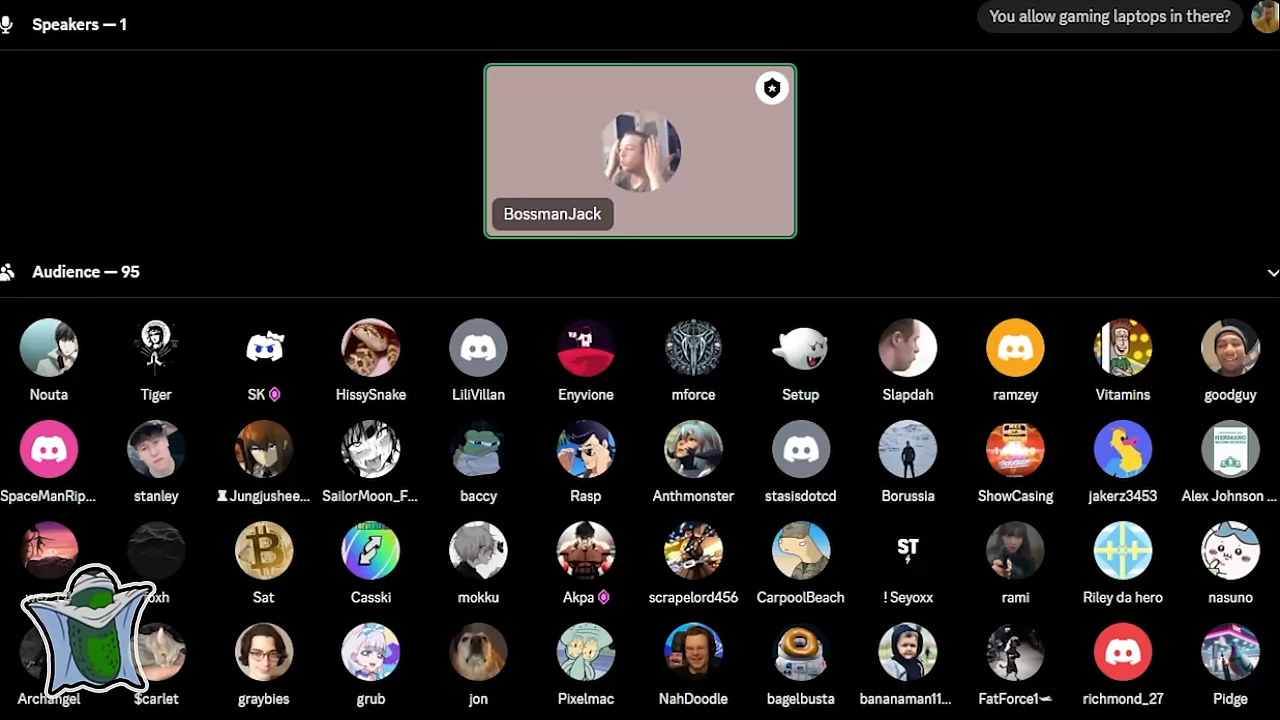 Speakers — 1
You allow gaming laptops in there?
BossmanJack
Audience — 95
Nouta
Tiger
SK
HissySnake
LiliVillan
Enyvione
mforce
Setup
Slapdah
ramzey
Vitamins
goodguy
SpaceManRip...
stanley
Jungjushee...
SailorMoon_F...
baccy
Rasp
Anthmonster
stasisdotcd
Borussia
ShowCasing
jakerz3453
Alex Johnson ...
HERMANO
Sat
Casski
mokku
Akpa
scrapelord456
CarpoolBeach
ST
! Seyoxx
rami
Riley da hero
nasuno
Archangel
Scarlet
graybies
grub
jon
Pixelmac
NahDoodle
bagelbusta
bananaman11...
FatForce1
richmond_27
Pidge